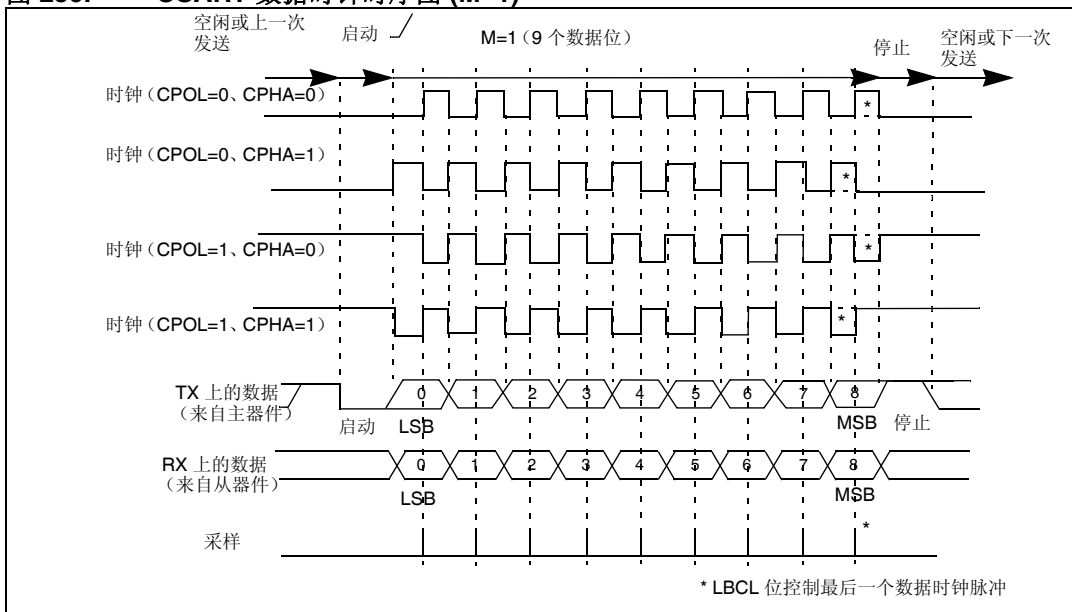 空闲或上一次
发送
启动
M=1（9 个数据位）
停止
空闲或下一次
发送
时钟（CPOL=0、CPHA=0）
*
时钟（CPOL=0、CPHA=1）
*
时钟（CPOL=1、CPHA=0）
*
时钟（CPOL=1、CPHA=1）
*
TX 上的数据
（来自主器件）
0 1 2 3 4 5 6 7 8
启动 LSB MSB 停止
RX 上的数据
（来自从器件）
0 1 2 3 4 5 6 7 8
LSB MSB
采样
*
* LBCL 位控制最后一个数据时钟脉冲